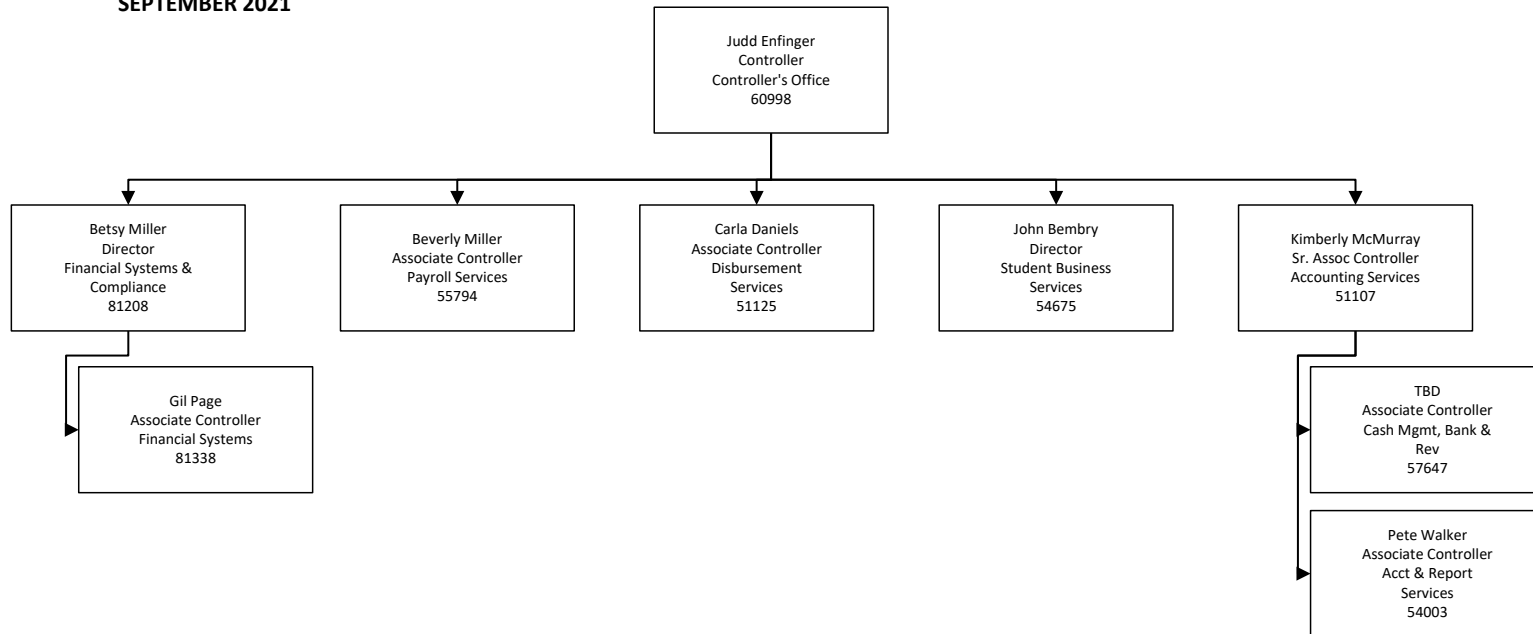 SEPTEMBER 2021
Judd Enfinger
Controller
Controller's Office
60998
Betsy Miller
Director
Financial Systems &
Compliance
81208
Beverly Miller
Associate Controller
Payroll Services
55794
Carla Daniels
Associate Controller
Disbursement
Services
51125
John Bembry
Director
Student Business
Services
54675
Kimberly McMurray
Sr. Assoc Controller
Accounting Services
51107
Gil Page
Associate Controller
Financial Systems
81338
TBD
Associate Controller
Cash Mgmt, Bank &
Rev
57647
Pete Walker
Associate Controller
Acct & Report
Services
54003